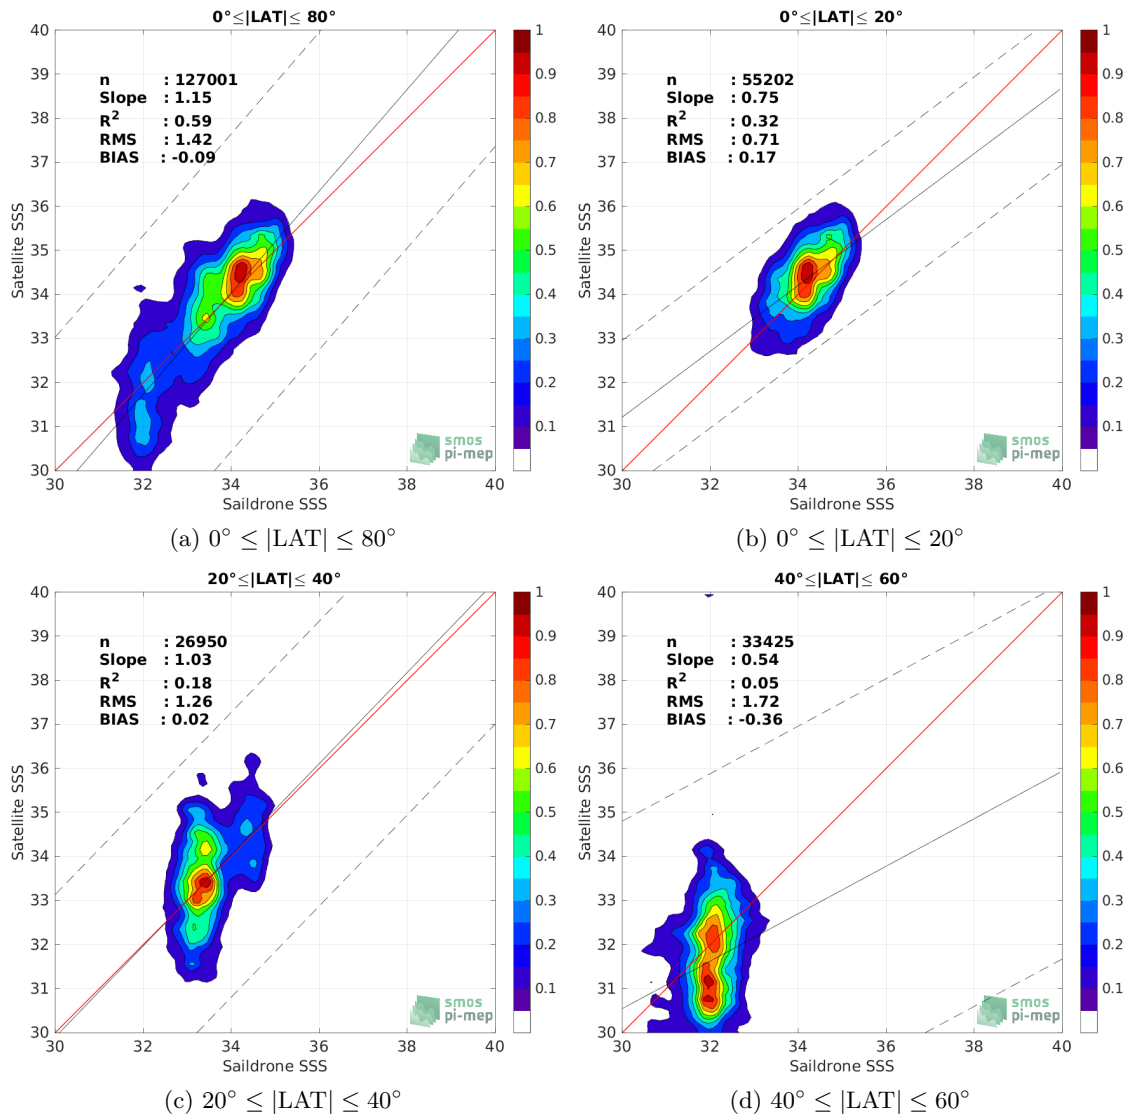 0°≤|LAT|≤ 80°
40
39
38
37
36
35
34
33
32
31
30
Satellite SSS
n : 127001
Slope : 1.15
R² : 0.59
RMS : 1.42
BIAS : -0.09
smos
pi-mep
30 32 34 36 38 40
Saildrone SSS
1
0.9
0.8
0.7
0.6
0.5
0.4
0.3
0.2
0.1
(a) 0° ≤ |LAT| ≤ 80°
0°≤|LAT|≤ 20°
40
39
38
37
36
35
34
33
32
31
30
Satellite SSS
n : 55202
Slope : 0.75
R² : 0.32
RMS : 0.71
BIAS : 0.17
smos
pi-mep
30 32 34 36 38 40
Saildrone SSS
1
0.9
0.8
0.7
0.6
0.5
0.4
0.3
0.2
0.1
(b) 0° ≤ |LAT| ≤ 20°
20°≤|LAT|≤ 40°
40
39
38
37
36
35
34
33
32
31
30
Satellite SSS
n : 26950
Slope : 1.03
R² : 0.18
RMS : 1.26
BIAS : 0.02
smos
pi-mep
30 32 34 36 38 40
Saildrone SSS
1
0.9
0.8
0.7
0.6
0.5
0.4
0.3
0.2
0.1
(c) 20° ≤ |LAT| ≤ 40°
40°≤|LAT|≤ 60°
40
39
38
37
36
35
34
33
32
31
30
Satellite SSS
n : 33425
Slope : 0.54
R² : 0.05
RMS : 1.72
BIAS : -0.36
smos
pi-mep
30 32 34 36 38 40
Saildrone SSS
1
0.9
0.8
0.7
0.6
0.5
0.4
0.3
0.2
0.1
(d) 40° ≤ |LAT| ≤ 60°